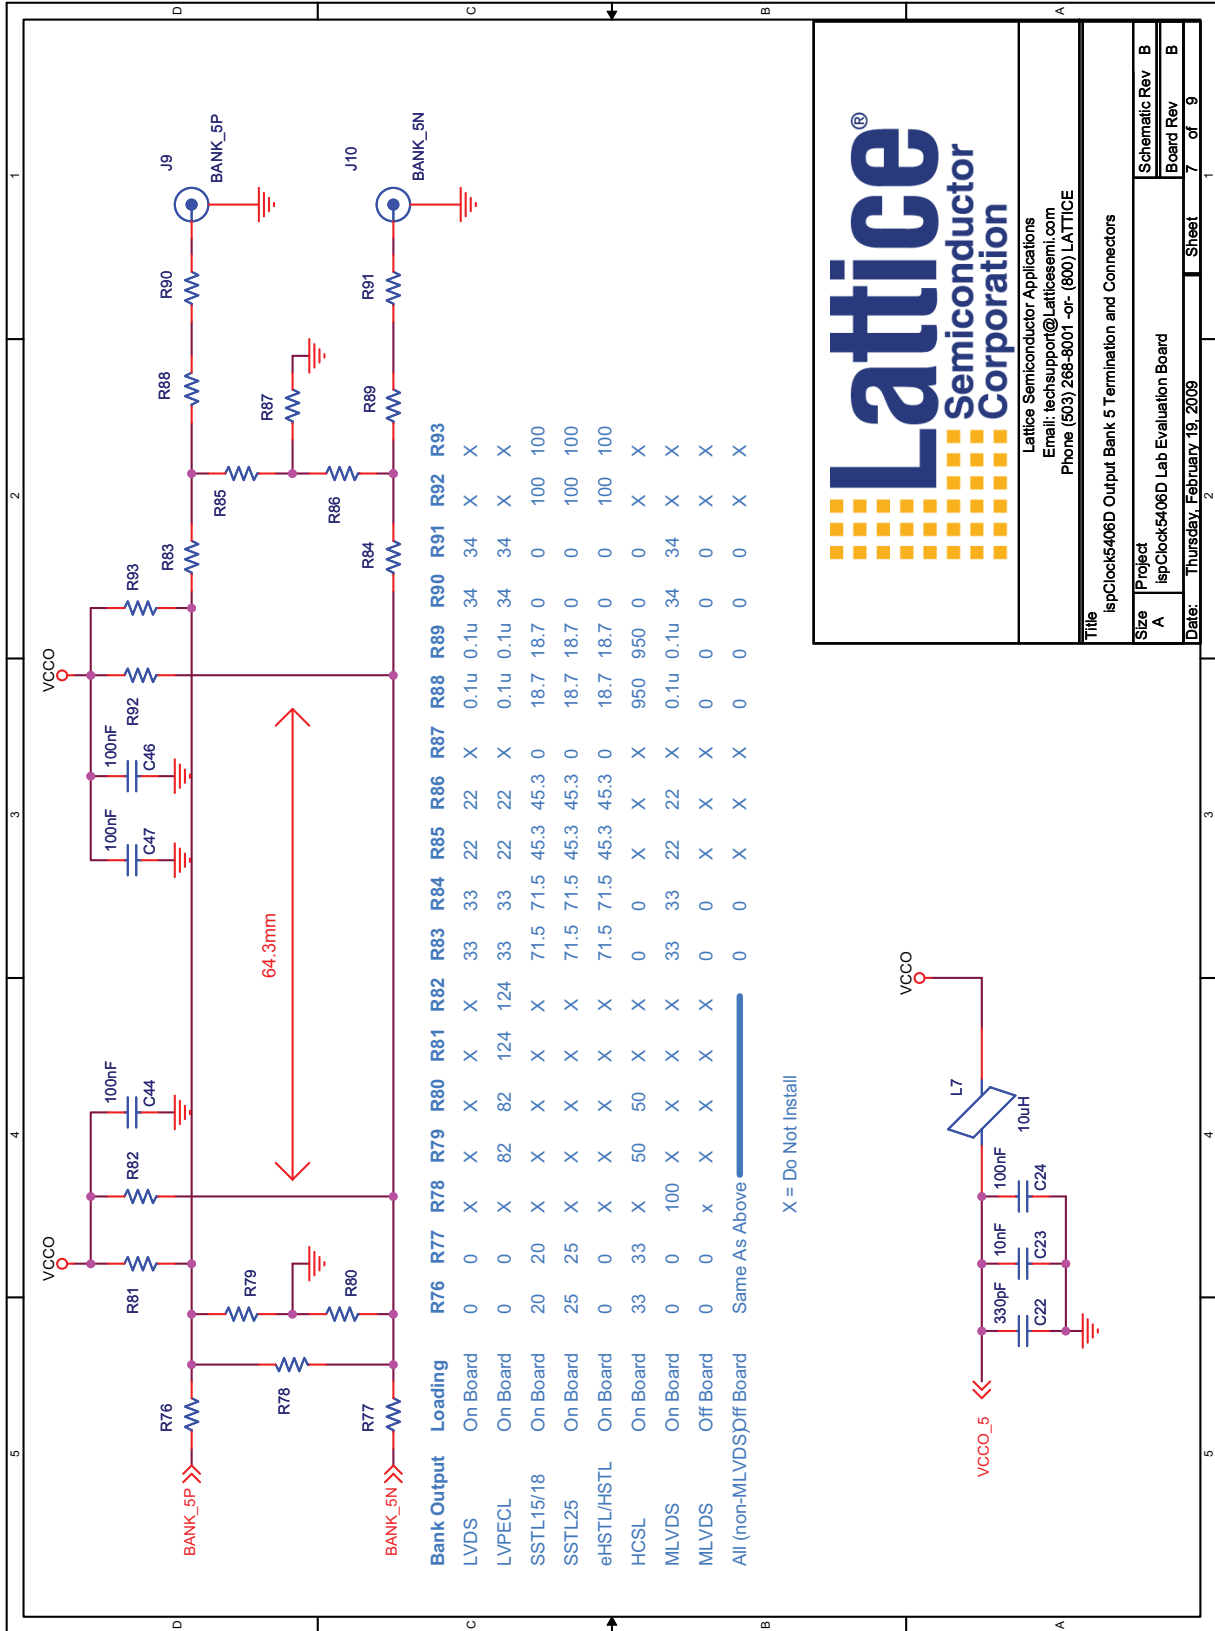 5 4 3 2 1
D
C
B
A
BANK_5P
BANK_5N
R76
R77
R78
R79
R80
VCCO
R81
R82
100nF
C44
64.3mm
100nF
C47
100nF
C46
VCCO
R92
R93
R83
R84
R85
R86
R87
R88
R89
R90
R91
J9
BANK_5P
J10
BANK_5N
Bank Output Loading R76 R77 R78 R79 R80 R81 R82 R83 R84 R85 R86 R87 R88 R89 R90 R91 R92 R93
LVDS On Board 0 0 X X X X X 33 33 22 22 X 0.1u 0.1u 34 34 X X
LVPECL On Board 0 0 X 82 82 124 124 33 33 22 22 X 0.1u 0.1u 34 34 X X
SSTL15/18 On Board 20 20 X X X X X 71.5 71.5 45.3 45.3 0 18.7 18.7 0 0 100 100
SSTL25 On Board 25 25 X X X X X 71.5 71.5 45.3 45.3 0 18.7 18.7 0 0 100 100
eHSTL/HSTL On Board 0 0 X X X X X 71.5 71.5 45.3 45.3 0 18.7 18.7 0 0 100 100
HCSL On Board 33 33 X 50 50 X X 0 0 X X X 950 950 0 0 X X
MLVDS On Board 0 0 100 X X X X 33 33 22 22 X 0.1u 0.1u 34 34 X X
MLVDS Off Board 0 0 x X X X X 0 0 X X X 0 0 0 0 X X
All (non-MLVDS) Off Board Same As Above 0 0 X X X 0 0 0 0 X X
X = Do Not Install
VCCO_5
330pF
C22
10nF
C23
100nF
C24
L7
10uH
VCCO
Lattice®
Semiconductor
Corporation
Lattice Semiconductor Applications
Email: techsupport@Latticesemi.com
Phone (503) 268-8001 -or- (800) LATTICE
Title
ispClock5406D Output Bank 5 Termination and Connectors
Size
A
Project
ispClock5406D Lab Evaluation Board
Schematic Rev B
Board Rev B
Date: Thursday, February 19, 2009 Sheet 7 of 9
5 4 3 2 1
D
C
B
A